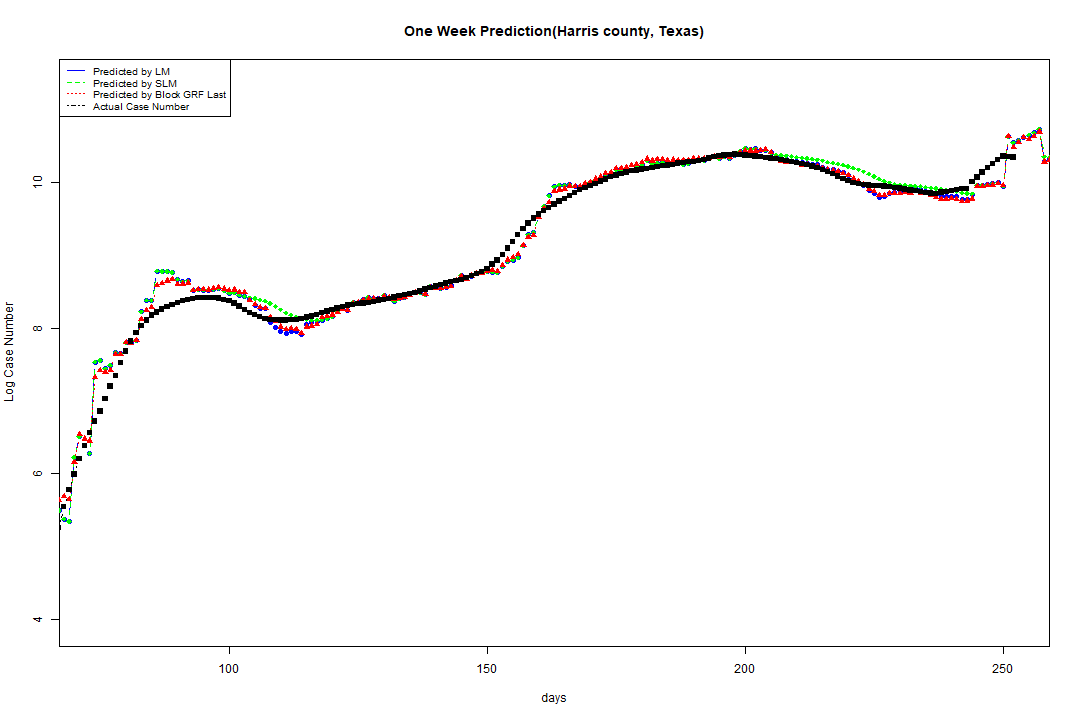 One Week Prediction(Harris county, Texas)
Predicted by LM
Predicted by SLM
Predicted by Block GRF Last
Actual Case Number
Log Case Number
10
8
6
4
100
150
200
250
days